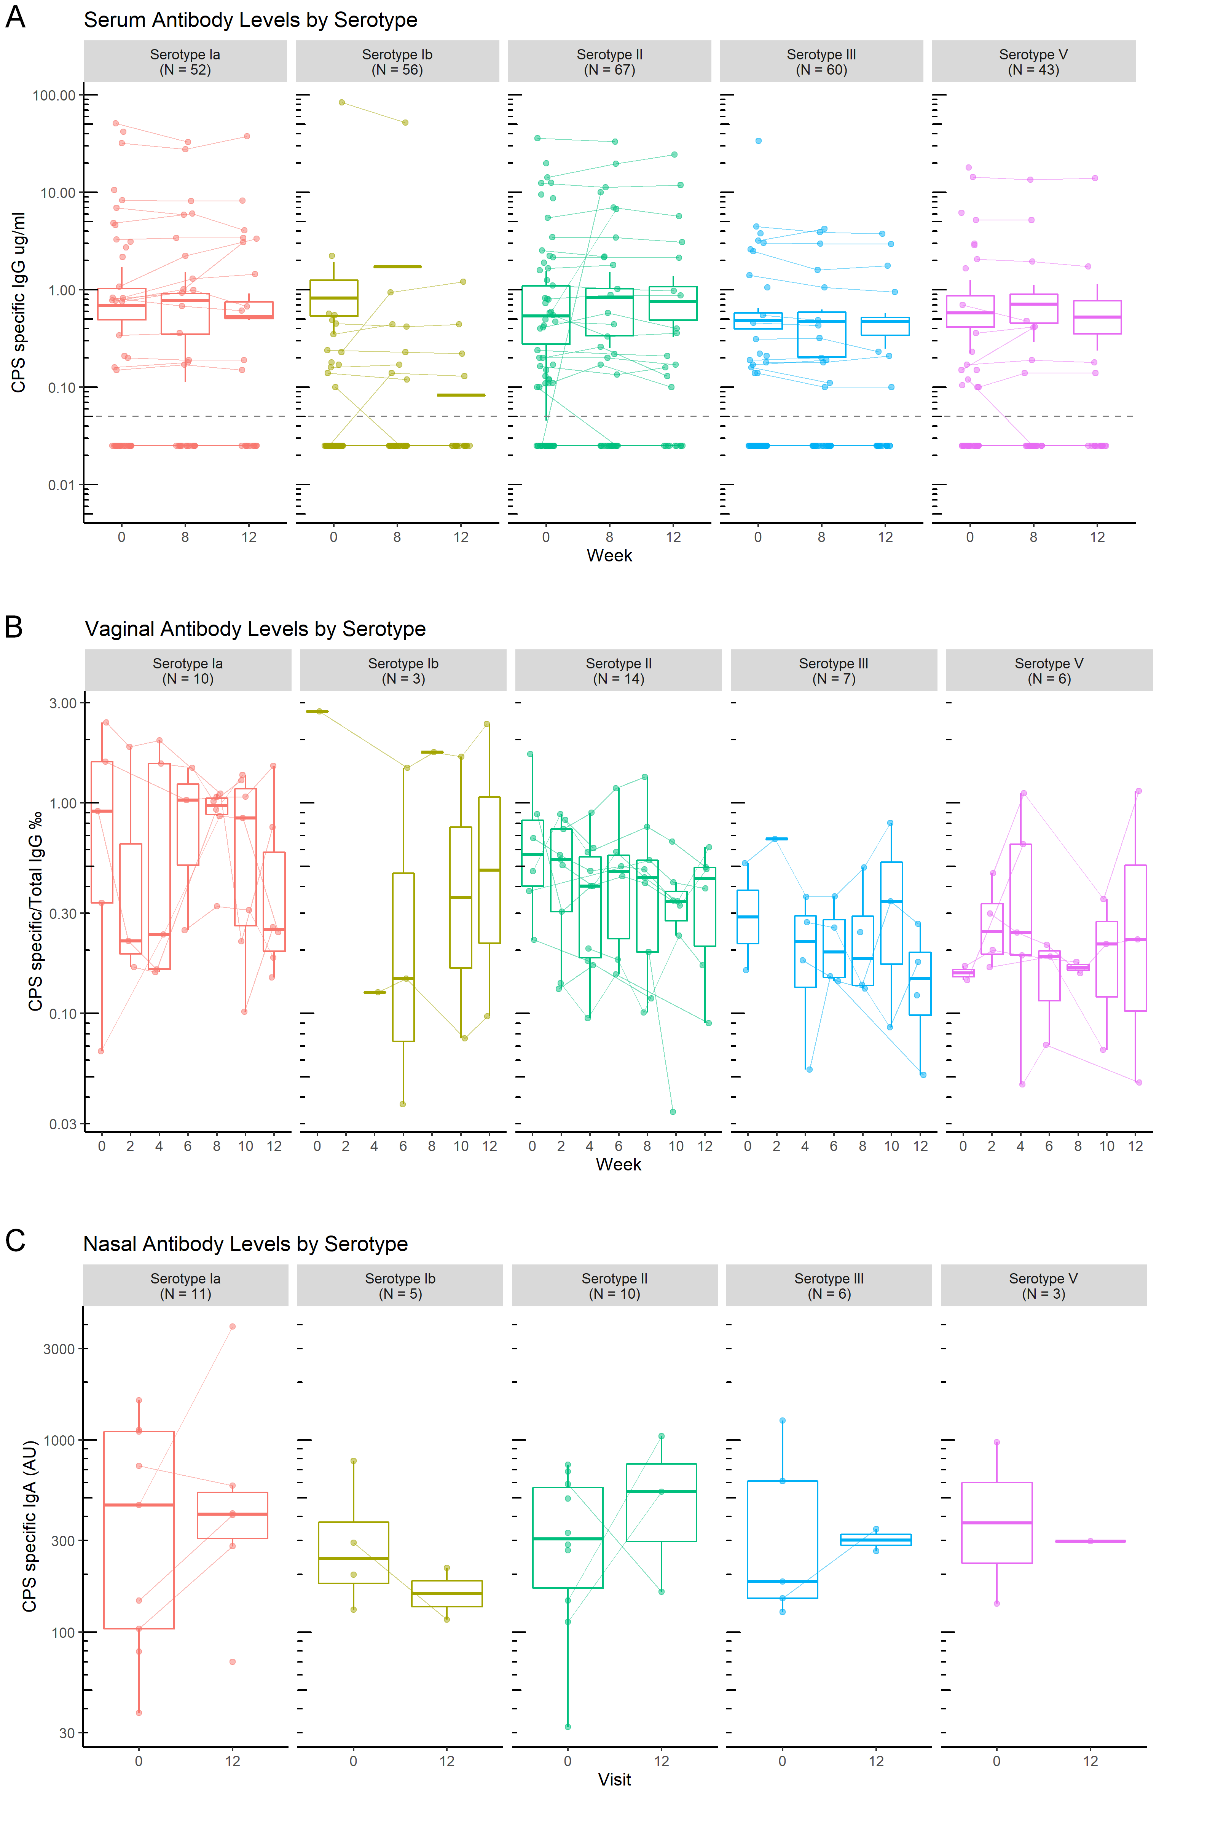 A
Serum Antibody Levels by Serotype
Serotype Ia
(N = 52)
Serotype Ib
(N = 56)
Serotype II
(N = 67)
Serotype III
(N = 60)
Serotype V
(N = 43)
CPS specific IgG ug/ml
100.00
10.00
1.00
0.10
0.01
0 8 12 0 8 12 0 8 12 0 8 12 0 8 12
Week
B
Vaginal Antibody Levels by Serotype
Serotype Ia
(N = 10)
Serotype Ib
(N = 3)
Serotype II
(N = 14)
Serotype III
(N = 7)
Serotype V
(N = 6)
CPS specific/Total IgG ‰
3.00
1.00
0.30
0.10
0.03
0 2 4 6 8 10 12 0 2 4 6 8 10 12 0 2 4 6 8 10 12 0 2 4 6 8 10 12 0 2 4 6 8 10 12
Week
C
Nasal Antibody Levels by Serotype
Serotype Ia
(N = 11)
Serotype Ib
(N = 5)
Serotype II
(N = 10)
Serotype III
(N = 6)
Serotype V
(N = 3)
CPS specific IgA (AU)
3000
1000
300
100
30
0 12 0 12 0 12 0 12 0 12
Visit